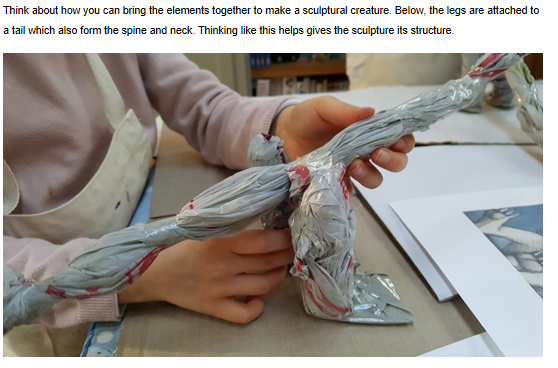 Think about how you can bring the elements together to make a sculptural creature. Below, the legs are attached to
a tail which also form the spine and neck. Thinking like this helps gives the sculpture its structure.